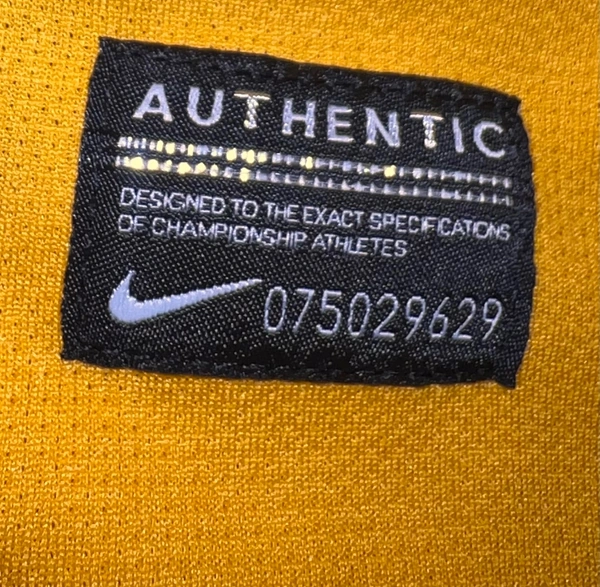 AUTHENTIC
DESIGNED TO THE EXACT SPECIFICATIONS
OF CHAMPIONSHIP ATHLETES
075029629